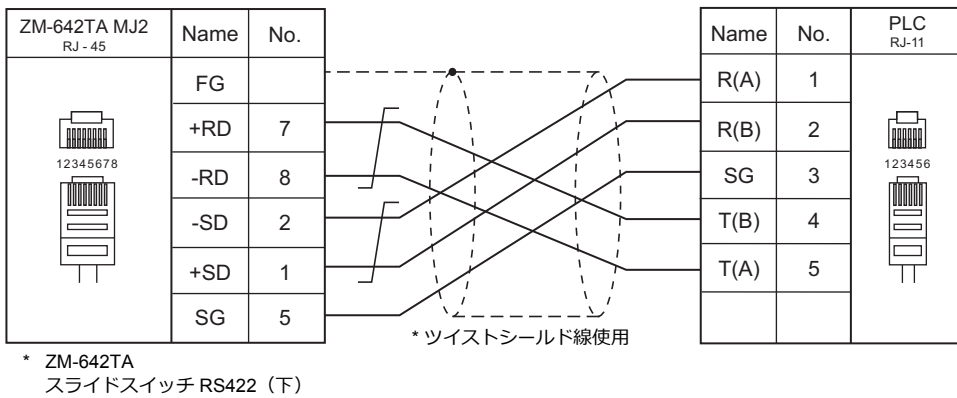 ZM-642TA MJ2
RJ - 45
Name No.
FG
+RD 7
-RD 8
-SD 2
+SD 1
SG 5
12345678
Name No.
PLC
RJ-11
R(A) 1
R(B) 2
SG 3
T(B) 4
T(A) 5
123456
* ツイストシールド線使用
* ZM-642TA
スライドスイッチ RS422（下）